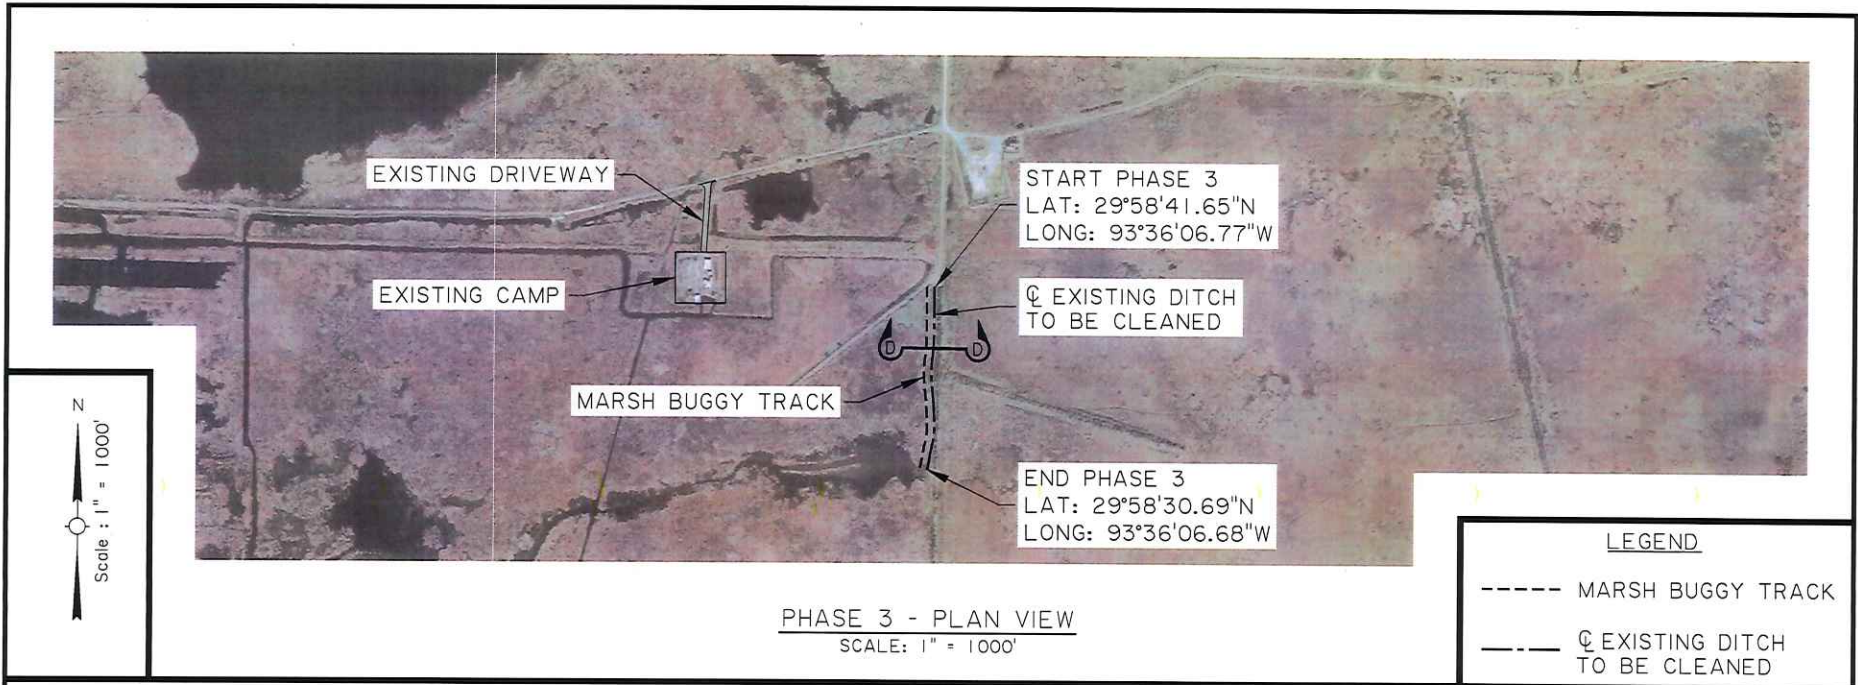 EXISTING DRIVEWAY
START PHASE 3
LAT: 29°58'41.65"N
LONG: 93°36'06.77"W
EXISTING CAMP
℄ EXISTING DITCH
TO BE CLEANED
D D
MARSH BUGGY TRACK
END PHASE 3
LAT: 29°58'30.69"N
LONG: 93°36'06.68"W
N
Scale : 1" = 1000'
PHASE 3 - PLAN VIEW
SCALE: 1" = 1000'
LEGEND
MARSH BUGGY TRACK
℄ EXISTING DITCH
TO BE CLEANED